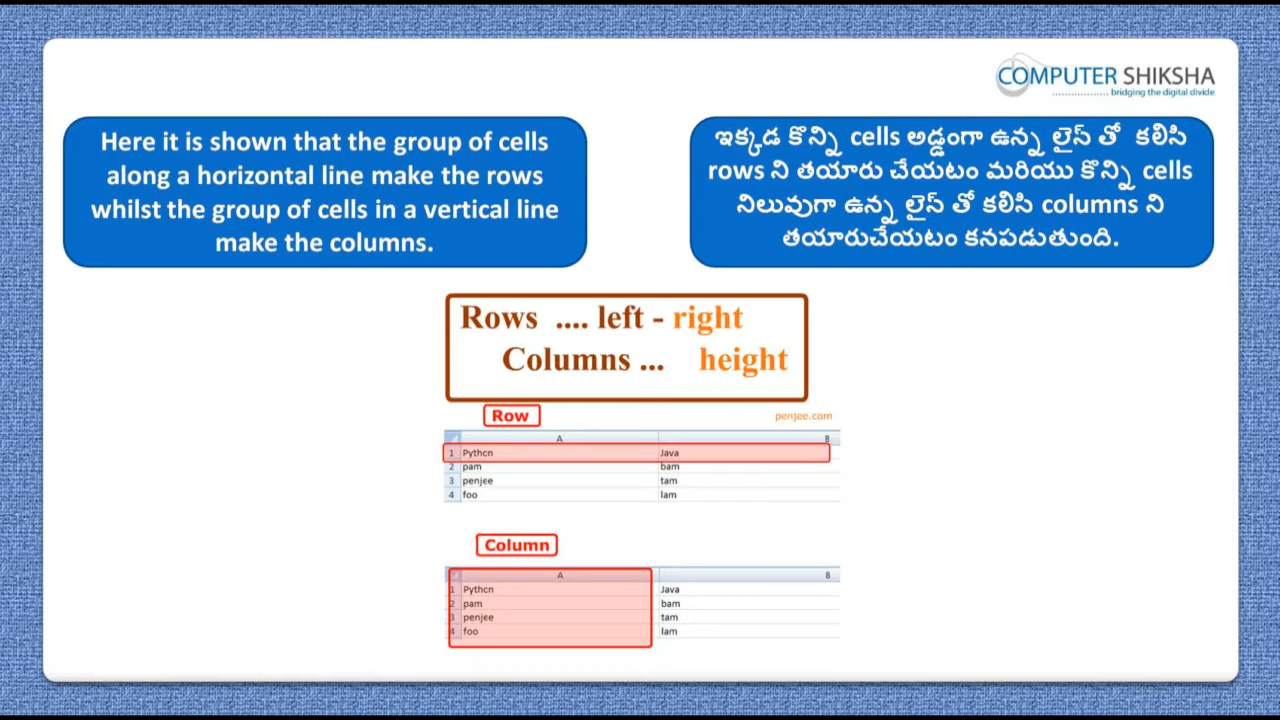 COMPUTER SHIKSHA
bridging the digital divide
Here it is shown that the group of cells
along a horizontal line make the rows
whilst the group of cells in a vertical line
make the columns.
ఇక్కడ కొన్ని cells అడ్డంగా ఉన్న లైన్ తో కలిసి
rows ని తయారు చేయటం మరియు కొన్ని cells
నిలువుగా ఉన్న లైన్ తో కలిసి columns ని
తయారుచేయటం కనపడుతుంది.
Rows .... left - right
Columns ... height
Row
penjee.com
A B
1 Python Java
2 pam bam
3 penjee tam
4 foo lam
Column
A B
1 Python Java
2 pam bam
3 penjee tam
4 foo lam